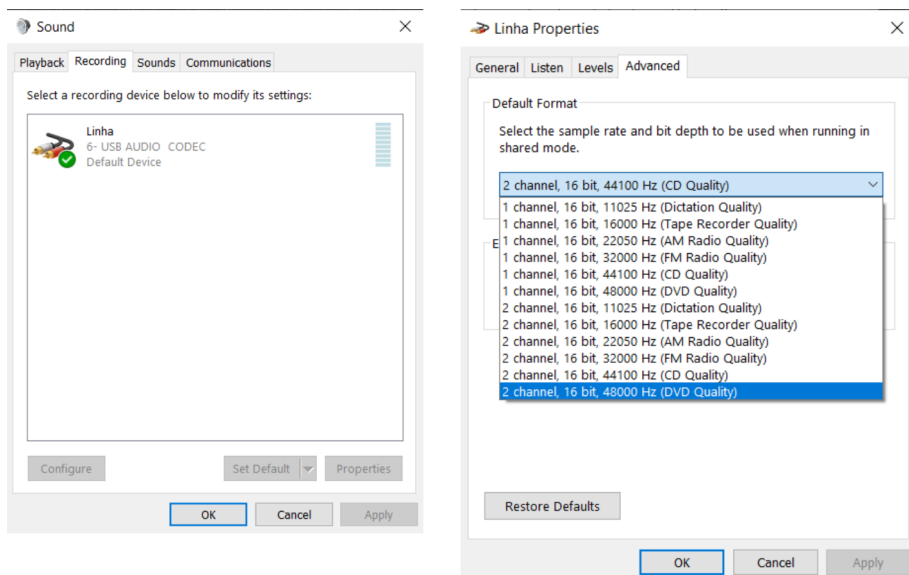 Sound
Playback Recording Sounds Communications
Select a recording device below to modify its settings:
Linha
6- USB AUDIO CODEC
Default Device
Configure
Set Default
Properties
OK
Cancel
Apply
Linha Properties
General Listen Levels Advanced
Default Format
Select the sample rate and bit depth to be used when running in
shared mode.
2 channel, 16 bit, 44100 Hz (CD Quality)
1 channel, 16 bit, 11025 Hz (Dictation Quality)
1 channel, 16 bit, 16000 Hz (Tape Recorder Quality)
E
1 channel, 16 bit, 22050 Hz (AM Radio Quality)
1 channel, 16 bit, 32000 Hz (FM Radio Quality)
1 channel, 16 bit, 44100 Hz (CD Quality)
1 channel, 16 bit, 48000 Hz (DVD Quality)
2 channel, 16 bit, 11025 Hz (Dictation Quality)
2 channel, 16 bit, 16000 Hz (Tape Recorder Quality)
2 channel, 16 bit, 22050 Hz (AM Radio Quality)
2 channel, 16 bit, 32000 Hz (FM Radio Quality)
2 channel, 16 bit, 44100 Hz (CD Quality)
2 channel, 16 bit, 48000 Hz (DVD Quality)
Restore Defaults
OK
Cancel
Apply